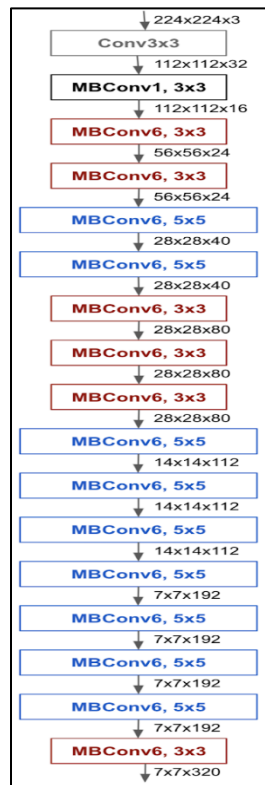 224x224x3
Conv3x3
112x112x32
MBConv1, 3x3
112x112x16
MBConv6, 3x3
56x56x24
MBConv6, 3x3
56x56x24
MBConv6, 5x5
28x28x40
MBConv6, 5x5
28x28x40
MBConv6, 3x3
28x28x80
MBConv6, 3x3
28x28x80
MBConv6, 3x3
28x28x80
MBConv6, 5x5
14x14x112
MBConv6, 5x5
14x14x112
MBConv6, 5x5
14x14x112
MBConv6, 5x5
7x7x192
MBConv6, 5x5
7x7x192
MBConv6, 5x5
7x7x192
MBConv6, 5x5
7x7x192
MBConv6, 3x3
7x7x320